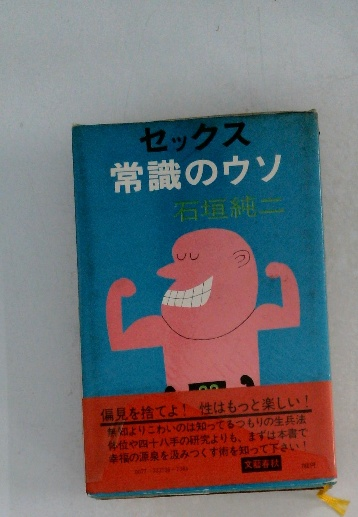 セックス
常識のウソ
石垣純二
偏見を捨てよ! 性はもっと楽しい!
無知よりこわいのは知ってるつもりの生兵法
体位や四十八手の研究よりも、まずは本書で
幸福の源泉を汲みつくす術を知って下さい!
文藝春秋